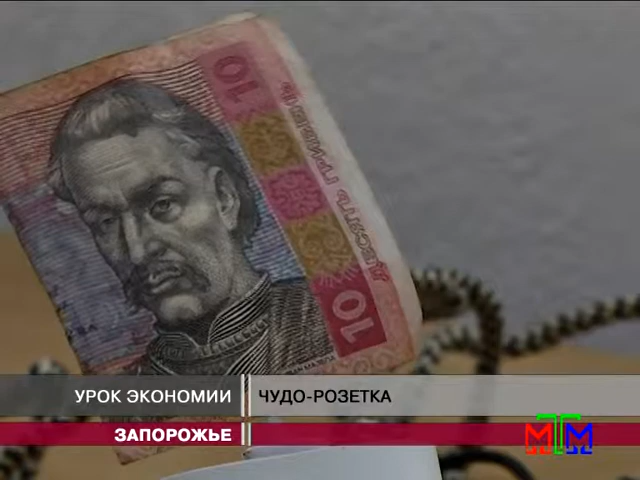 10
ДЕСЯТЬ ГРИВЕНЬ
10
УРОК ЭКОНОМИИ
ЧУДО-РОЗЕТКА
ЗАПОРОЖЬЕ
МТМ